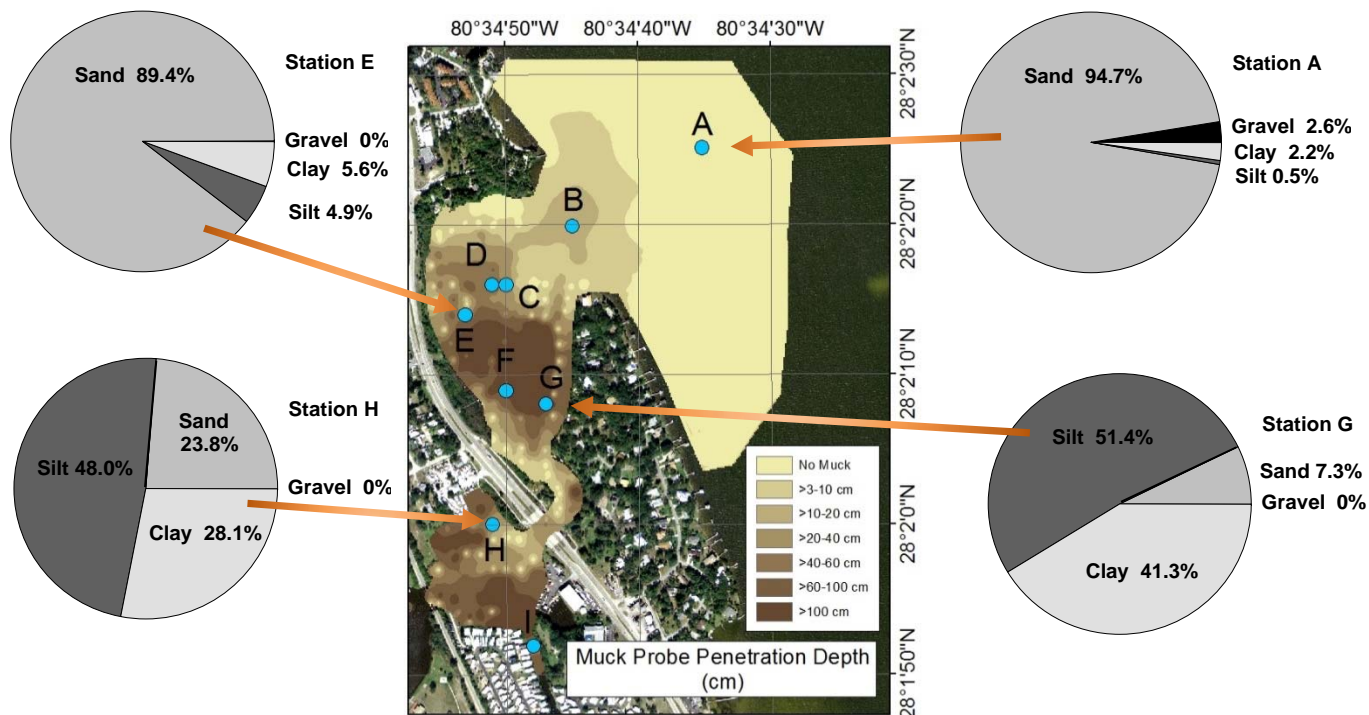 Station E
Sand 89.4%
Gravel 0%
Clay 5.6%
Silt 4.9%
80°34'50"W 80°34'40"W 80°34'30"W
28°2'30"N
28°2'20"N
28°2'10"N
28°2'0"N
28°1'50"N
A
B
D
C
E
F
G
H
I
Station A
Sand 94.7%
Gravel 2.6%
Clay 2.2%
Silt 0.5%
Station H
Sand
23.8%
Silt 48.0%
Gravel 0%
Clay 28.1%
Station G
Silt 51.4%
Sand 7.3%
Gravel 0%
Clay 41.3%
No Muck
>3-10 cm
>10-20 cm
>20-40 cm
>40-60 cm
>60-100 cm
>100 cm
Muck Probe Penetration Depth
(cm)